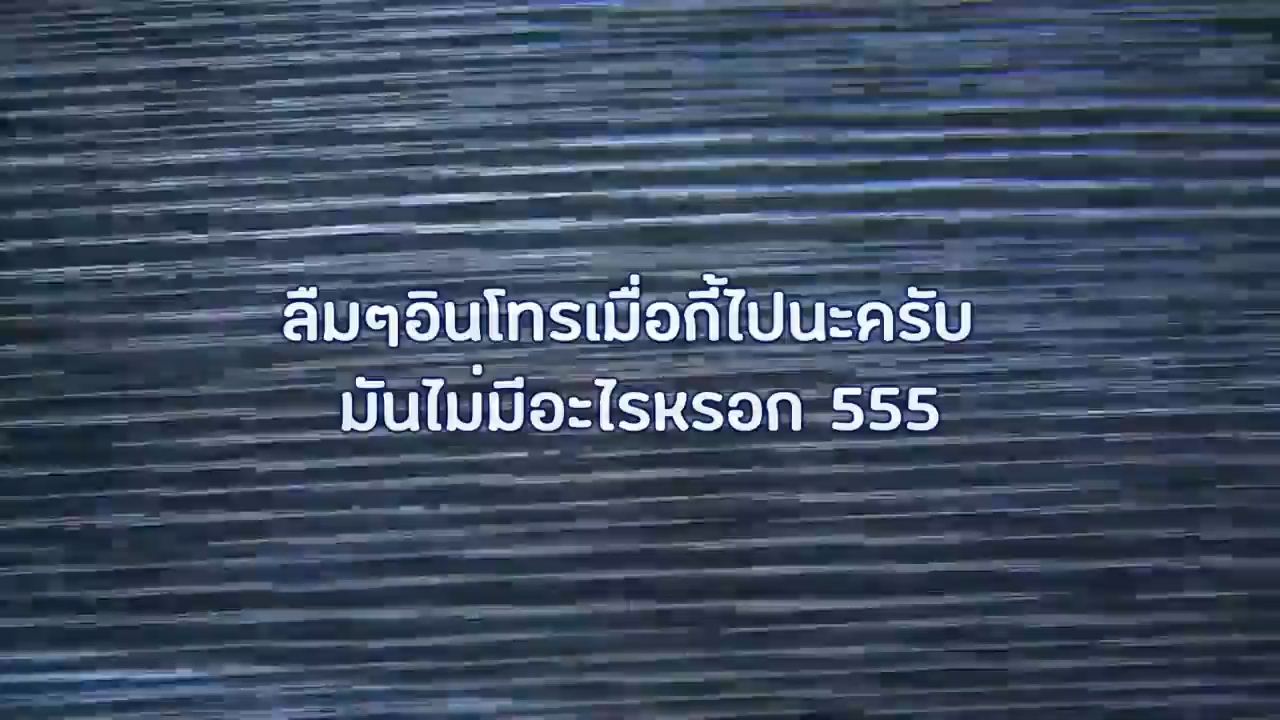 ลืมๆอินโทรเมื่อกี้ไปนะครับ
มันไม่มีอะไรหรอก 555